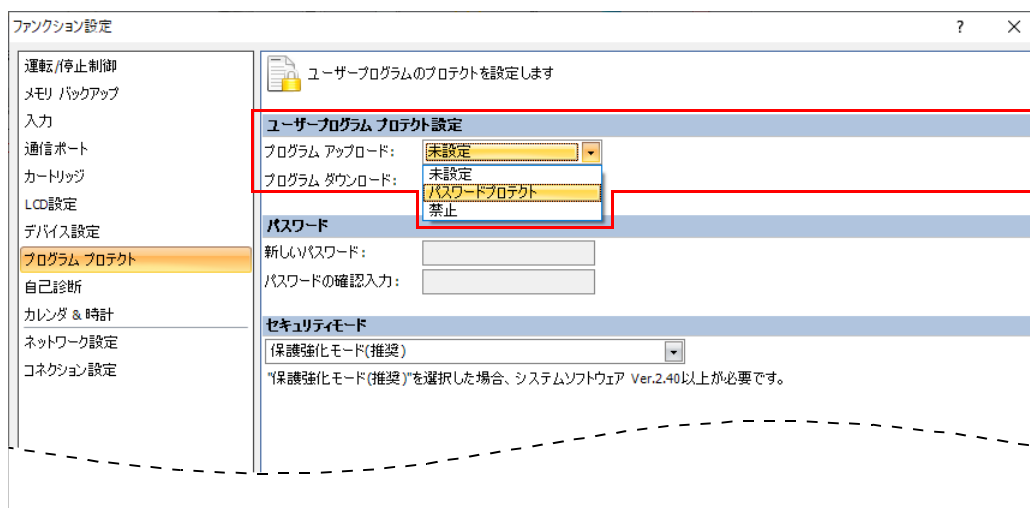 ファンクション設定
?
運転/停止制御
メモリ バックアップ
入力
通信ポート
カートリッジ
LCD設定
デバイス設定
プログラム プロテクト
自己診断
カレンダ & 時計
ネットワーク設定
コネクション設定
ユーザープログラムのプロテクトを設定します
ユーザープログラム プロテクト設定
プログラム アップロード: 未設定
プログラム ダウンロード:
未設定
パスワードプロテクト
禁止
パスワード
新しいパスワード:
パスワードの確認入力:
セキュリティモード
保護強化モード(推奨)
"保護強化モード(推奨)"を選択した場合、システムソフトウェア Ver.2.40以上が必要です。